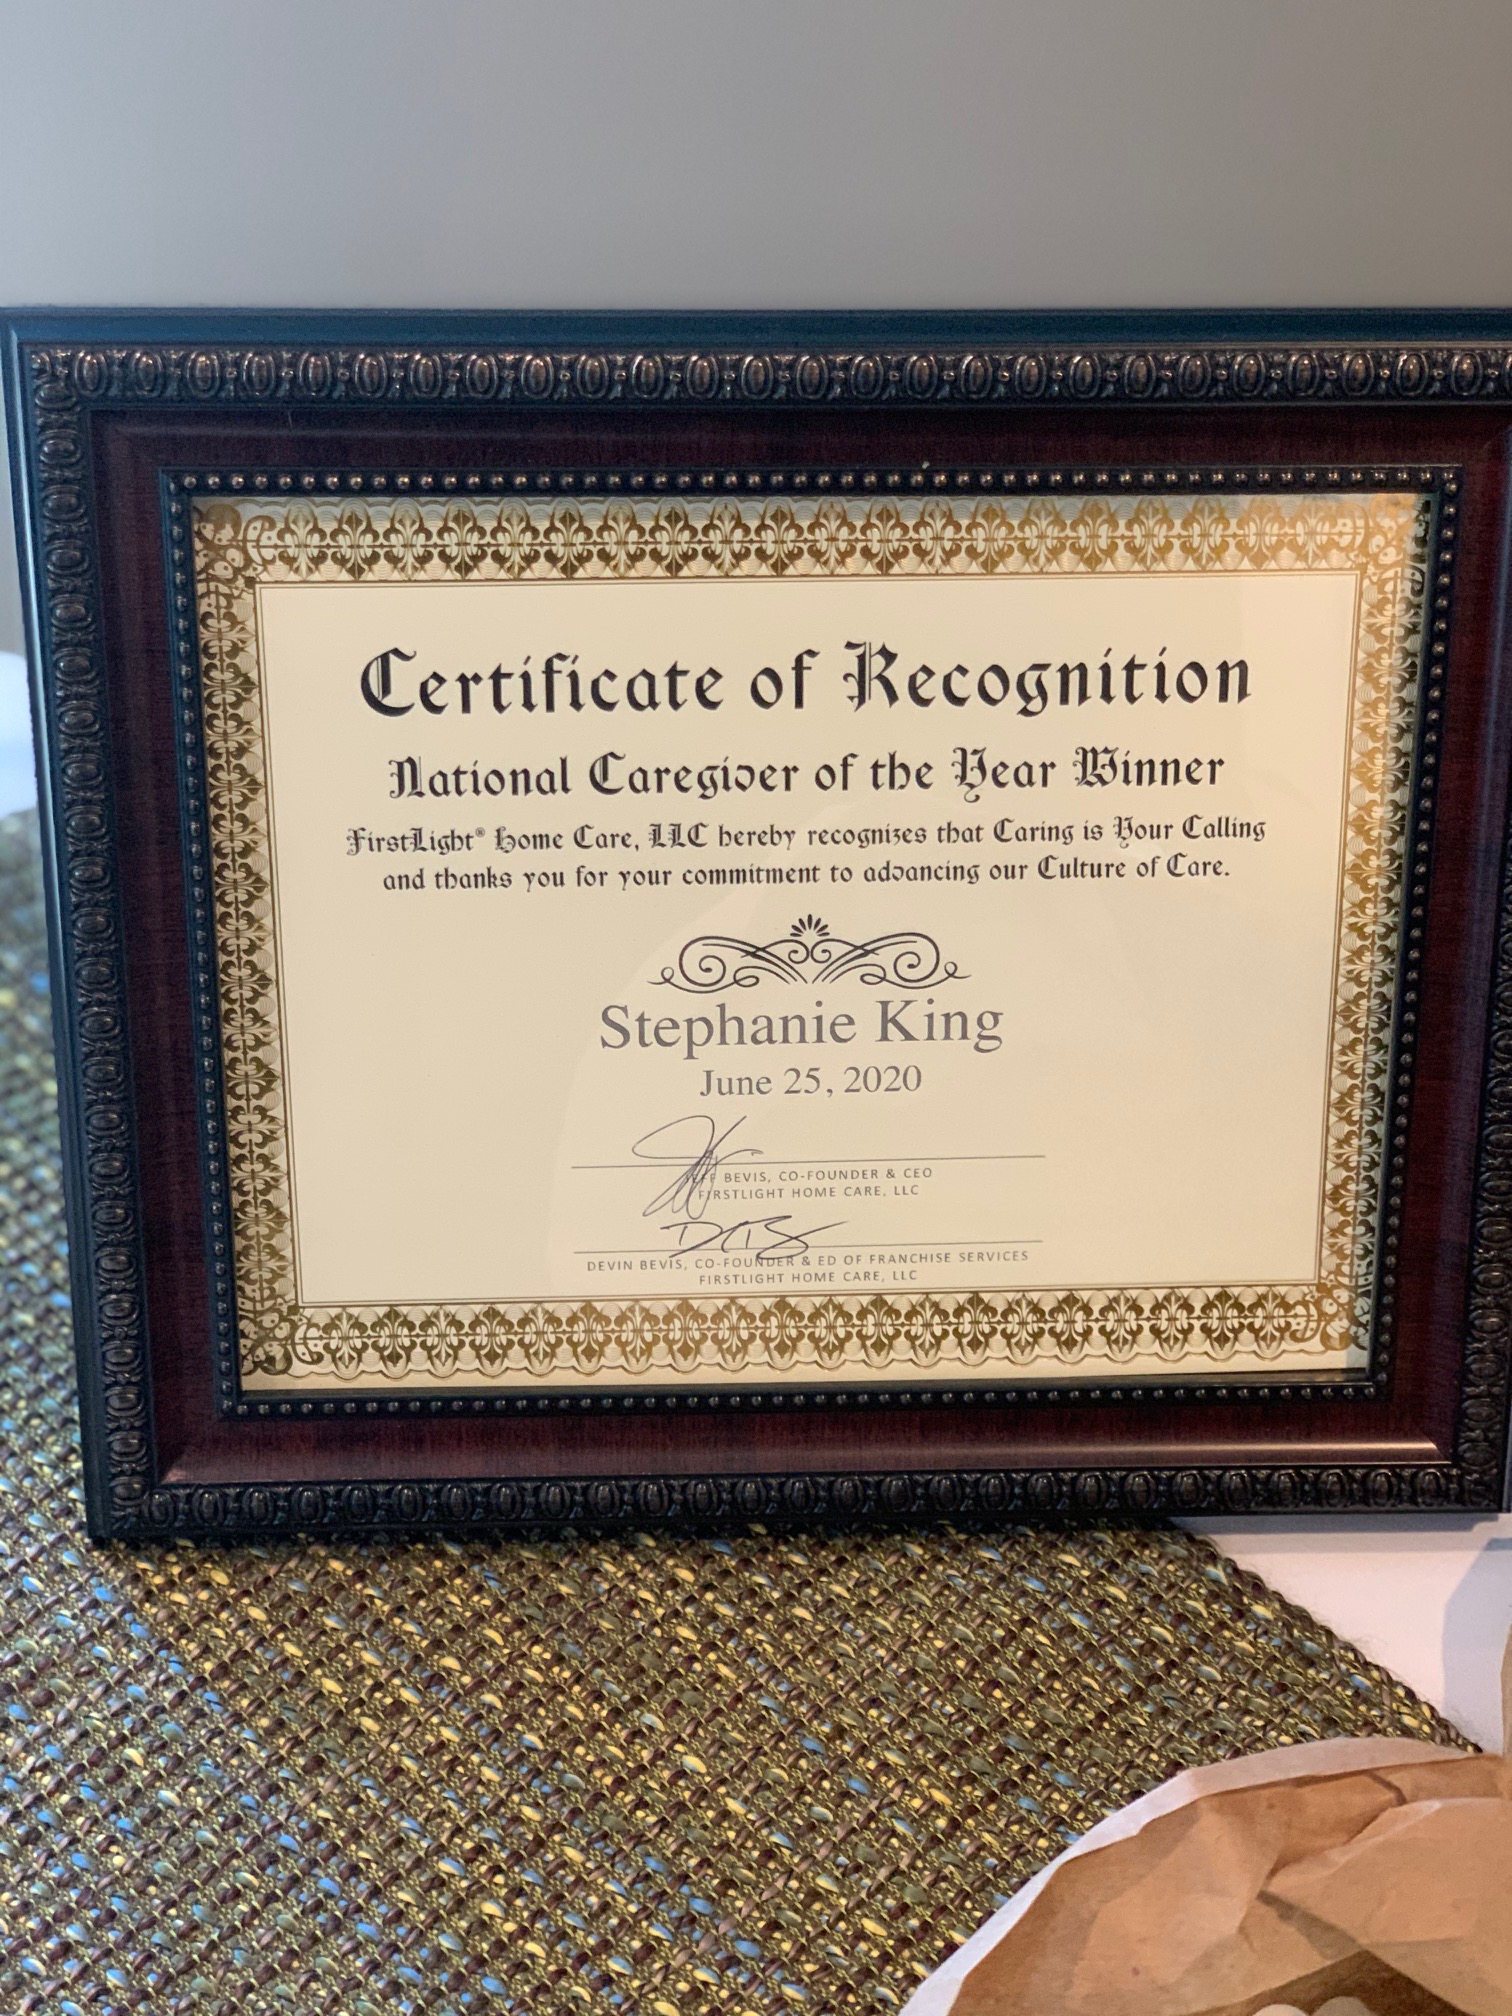 Certificate of Recognition
National Caregiver of the Year Winner
FirstLight® Home Care, LLC hereby recognizes that Caring is Your Calling
and thanks you for your commitment to advancing our Culture of Care.
Stephanie King
June 25, 2020
BEVIS, CO-FOUNDER & CEO
FIRSTLIGHT HOME CARE, LLC
DEVIN BEVIS, CO-FOUNDER & ED OF FRANCHISE SERVICES
FIRSTLIGHT HOME CARE, LLC